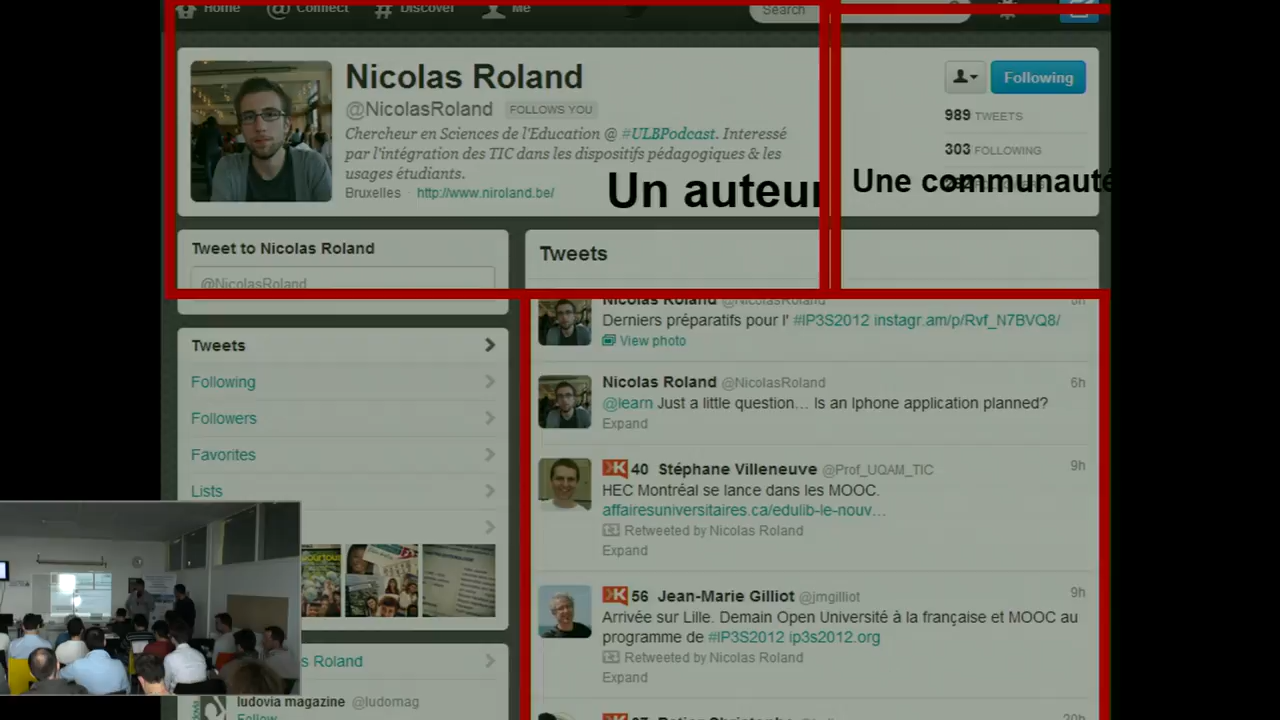 Home
Connect
Discover
Me
Search
Nicolas Roland
@NicolasRoland FOLLOWS YOU
Chercheur en Sciences de l'Education @ #ULBPodcast. Interessé
par l'intégration des TIC dans les dispositifs pédagogiques & les
usages étudiants.
Bruxelles · http://www.niroland.be/
Un auteur
Following
989 TWEETS
303 FOLLOWING
Une communauté
Tweet to Nicolas Roland
@NicolasRoland
Tweets
Following
Followers
Favorites
Lists
s Roland
ludovia magazine @ludomag
Follow
Tweets
Nicolas Roland @NicolasRoland
Derniers préparatifs pour l' #IP3S2012 instagr.am/p/Rvf_N7BVQ8/
View photo
Nicolas Roland @NicolasRoland 6h
@learn Just a little question… Is an Iphone application planned?
Expand
40 Stéphane Villeneuve @Prof_UQAM_TIC 9h
HEC Montréal se lance dans les MOOC.
affairesuniversitaires.ca/edulib-le-nouv…
Retweeted by Nicolas Roland
Expand
56 Jean-Marie Gilliot @jmgilliot 9h
Arrivée sur Lille. Demain Open Université à la française et MOOC au
programme de #IP3S2012 ip3s2012.org
Retweeted by Nicolas Roland
Expand